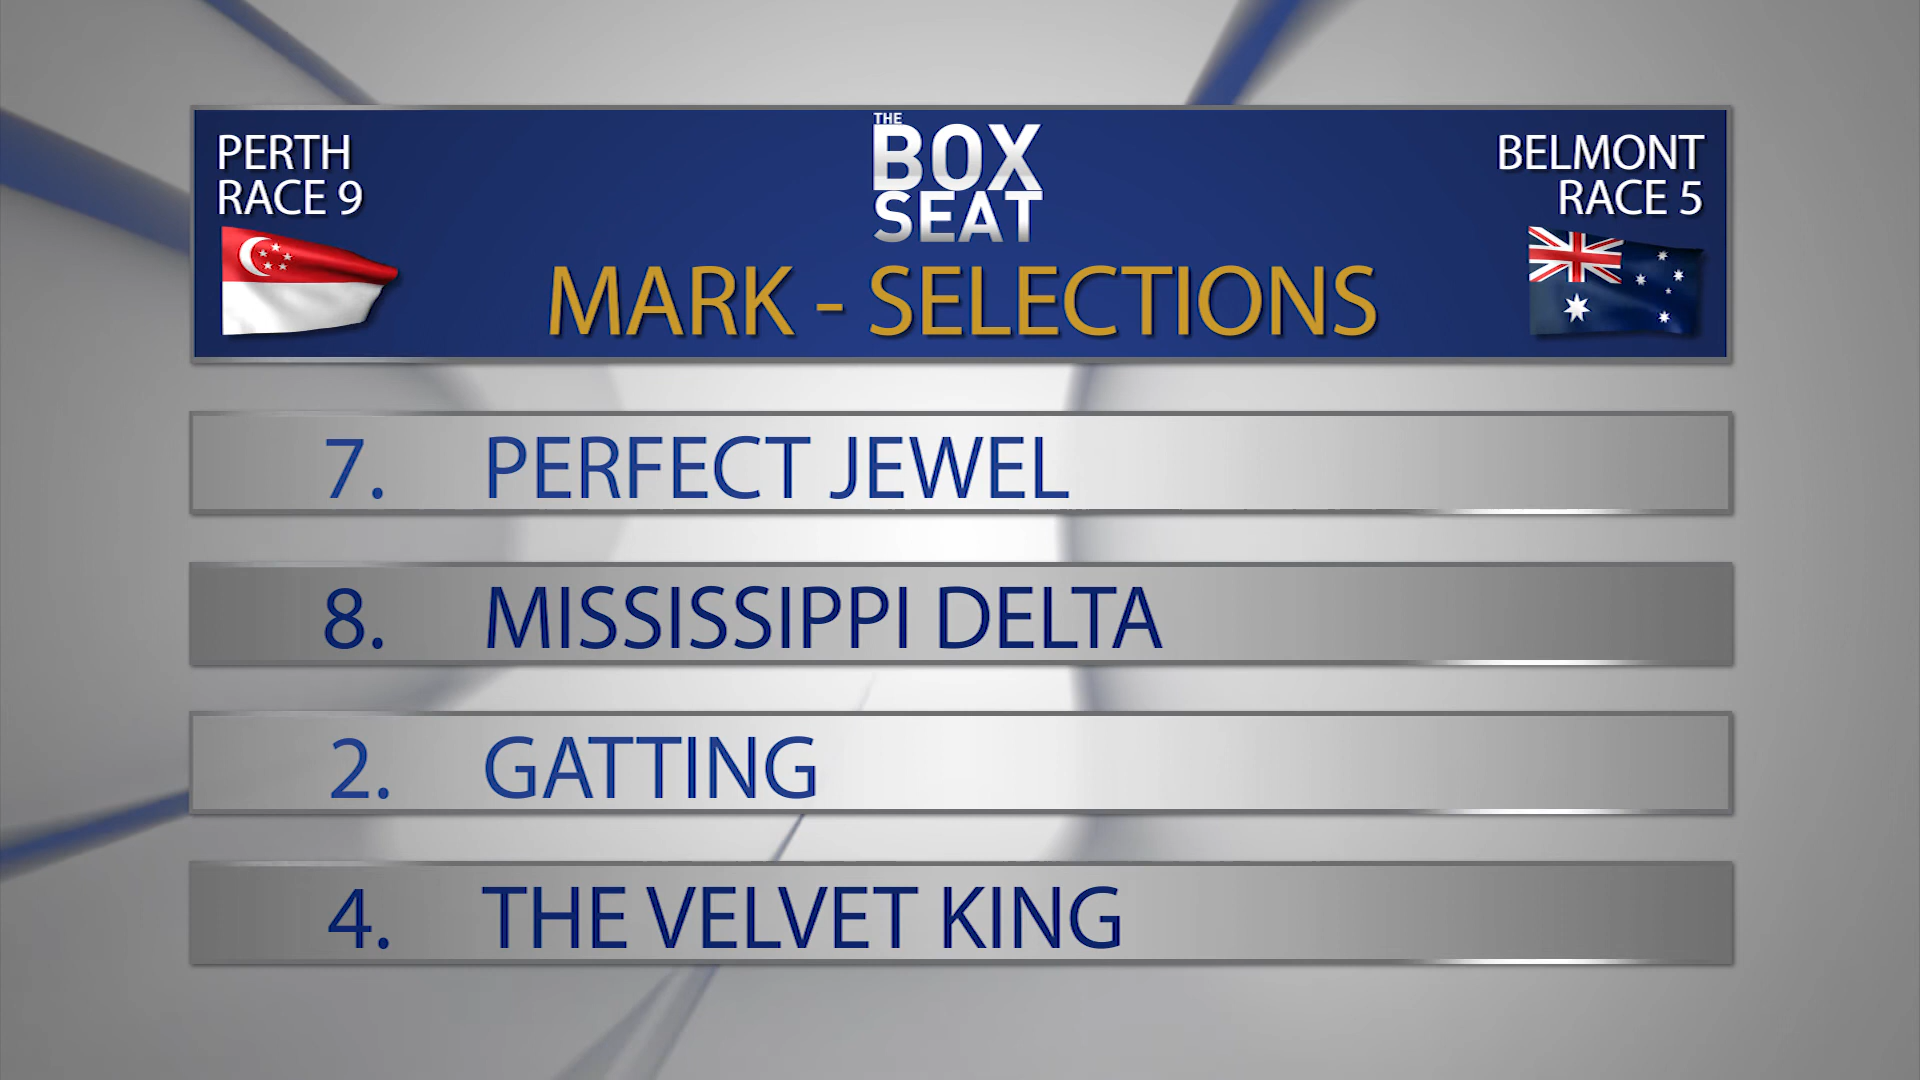 PERTH
RACE 9
THE
BOX
SEAT
BELMONT
RACE 5
MARK - SELECTIONS
7. PERFECT JEWEL
8. MISSISSIPPI DELTA
2. GATTING
4. THE VELVET KING